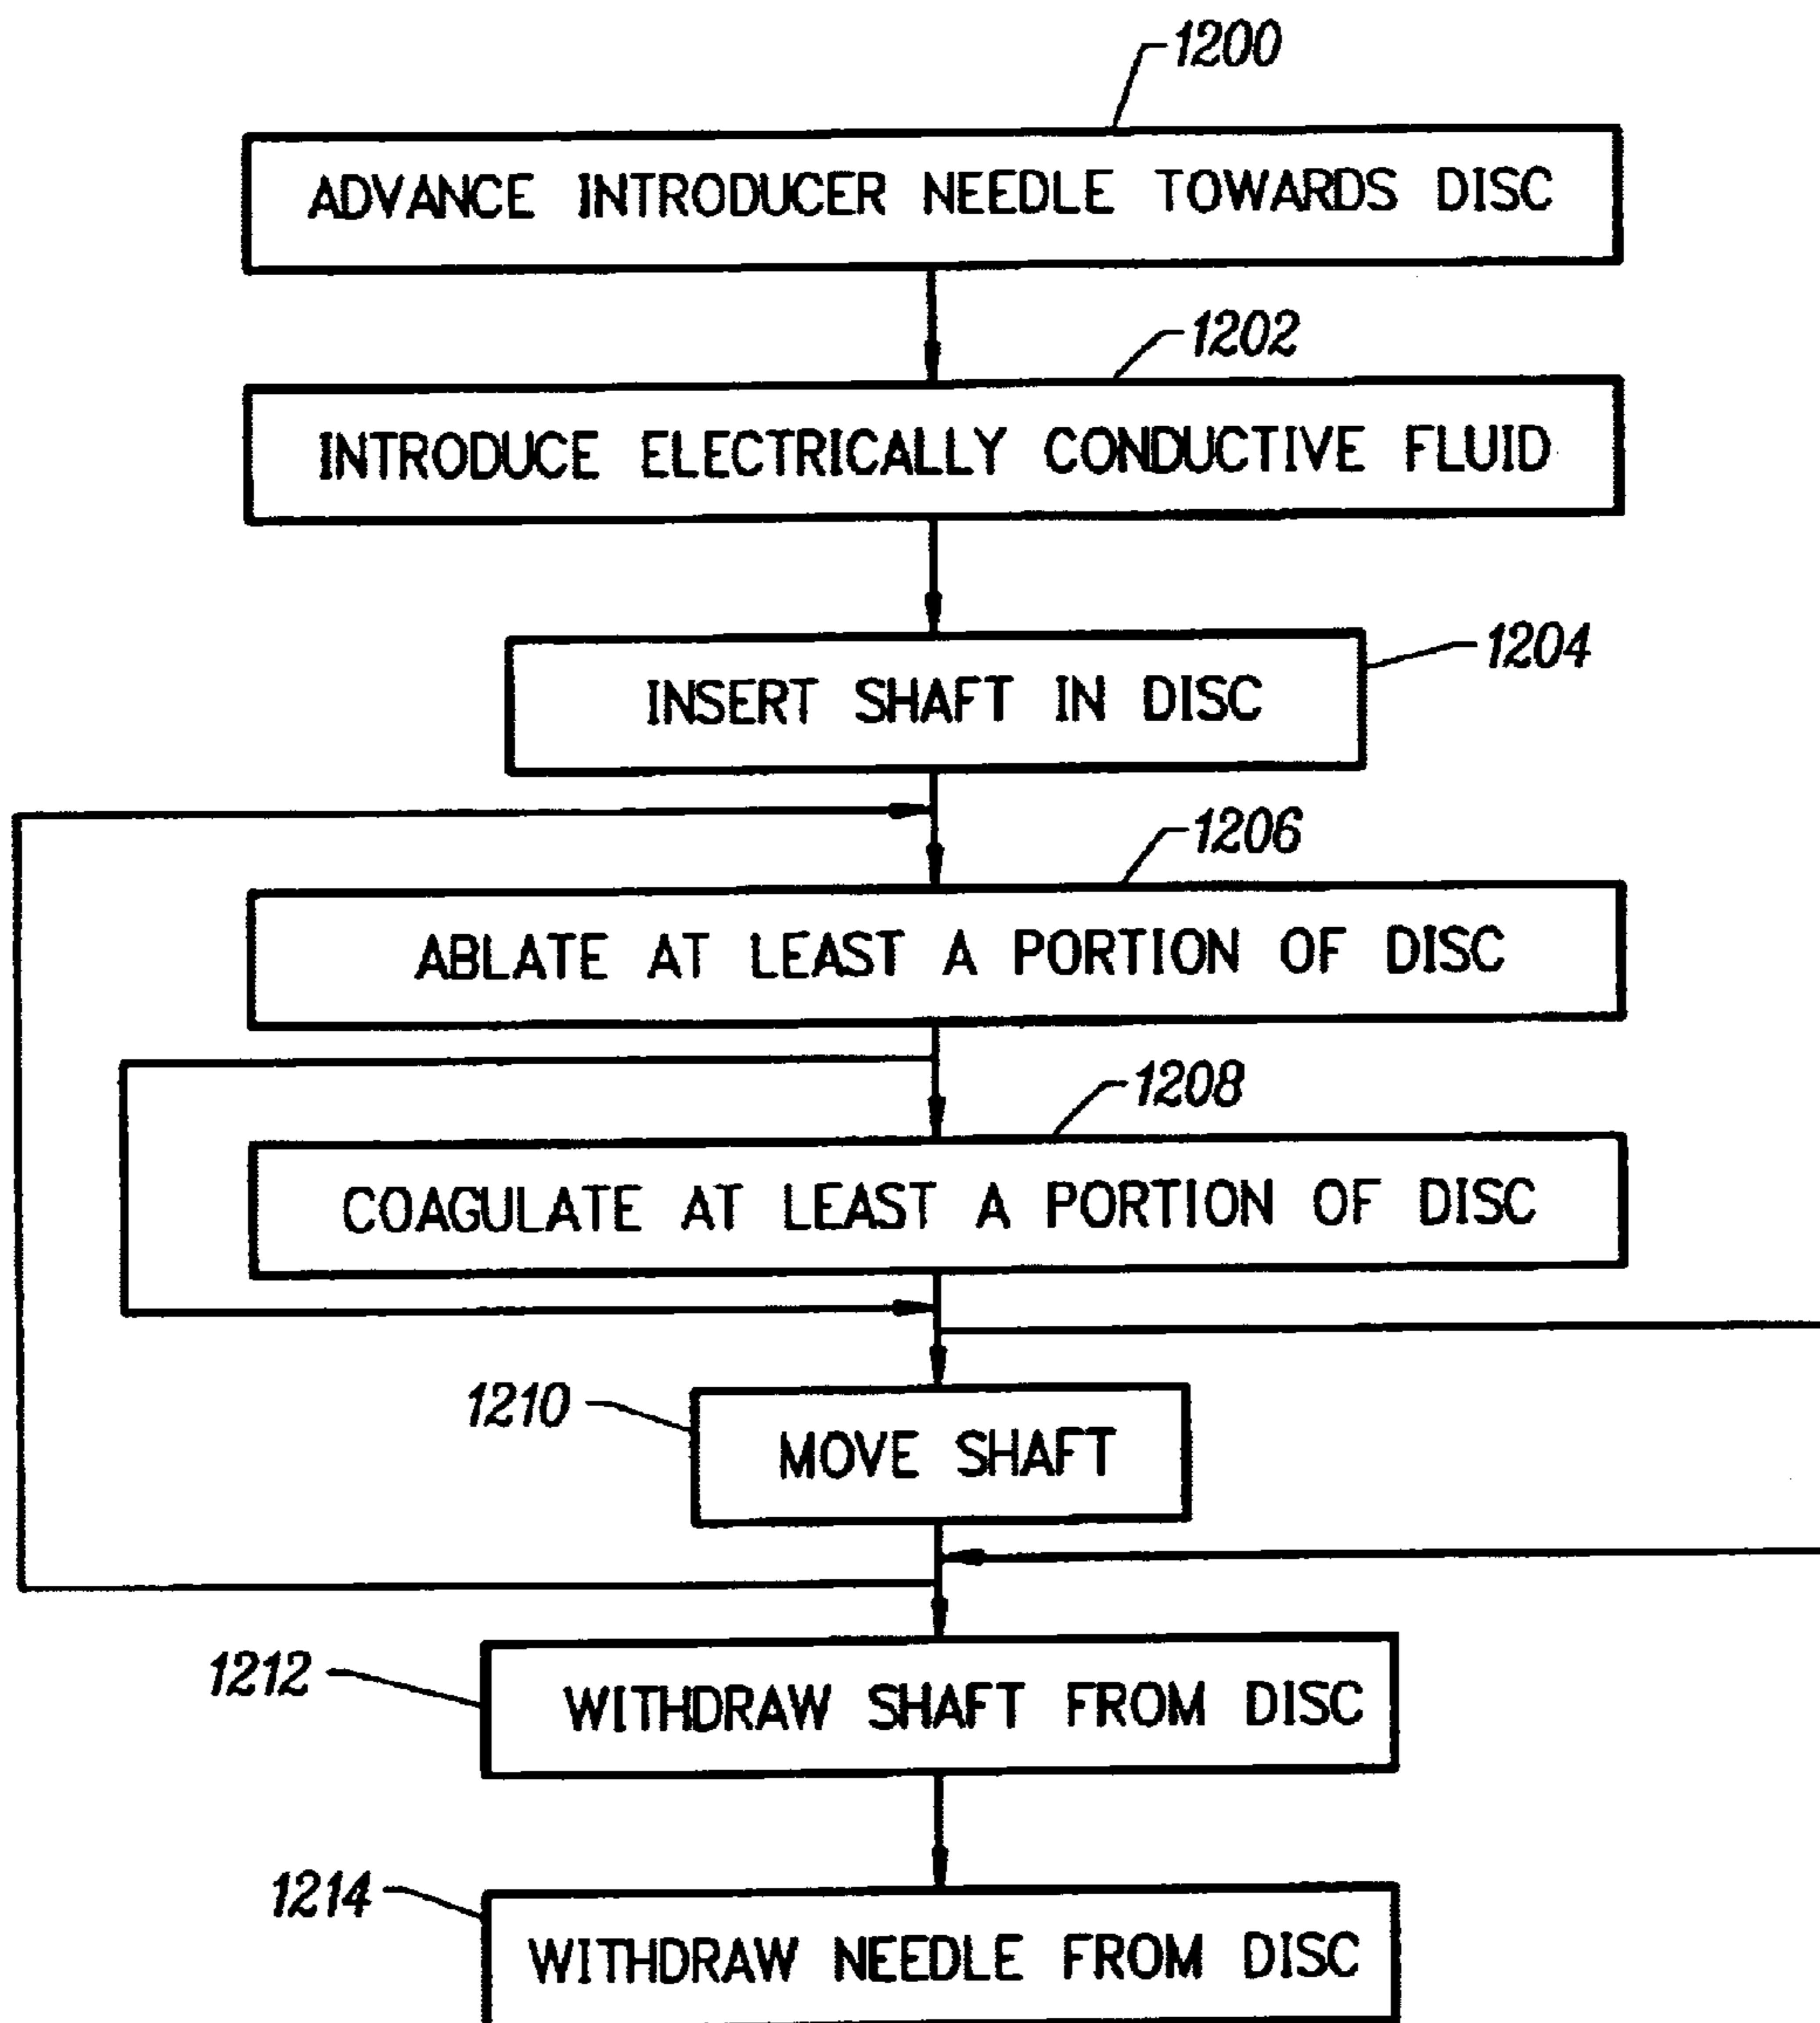 1200
ADVANCE INTRODUCER NEEDLE TOWARDS DISC
1202
INTRODUCE ELECTRICALLY CONDUCTIVE FLUID
1204
INSERT SHAFT IN DISC
1206
ABLATE AT LEAST A PORTION OF DISC
1208
COAGULATE AT LEAST A PORTION OF DISC
1210
MOVE SHAFT
1212
WITHDRAW SHAFT FROM DISC
1214
WITHDRAW NEEDLE FROM DISC